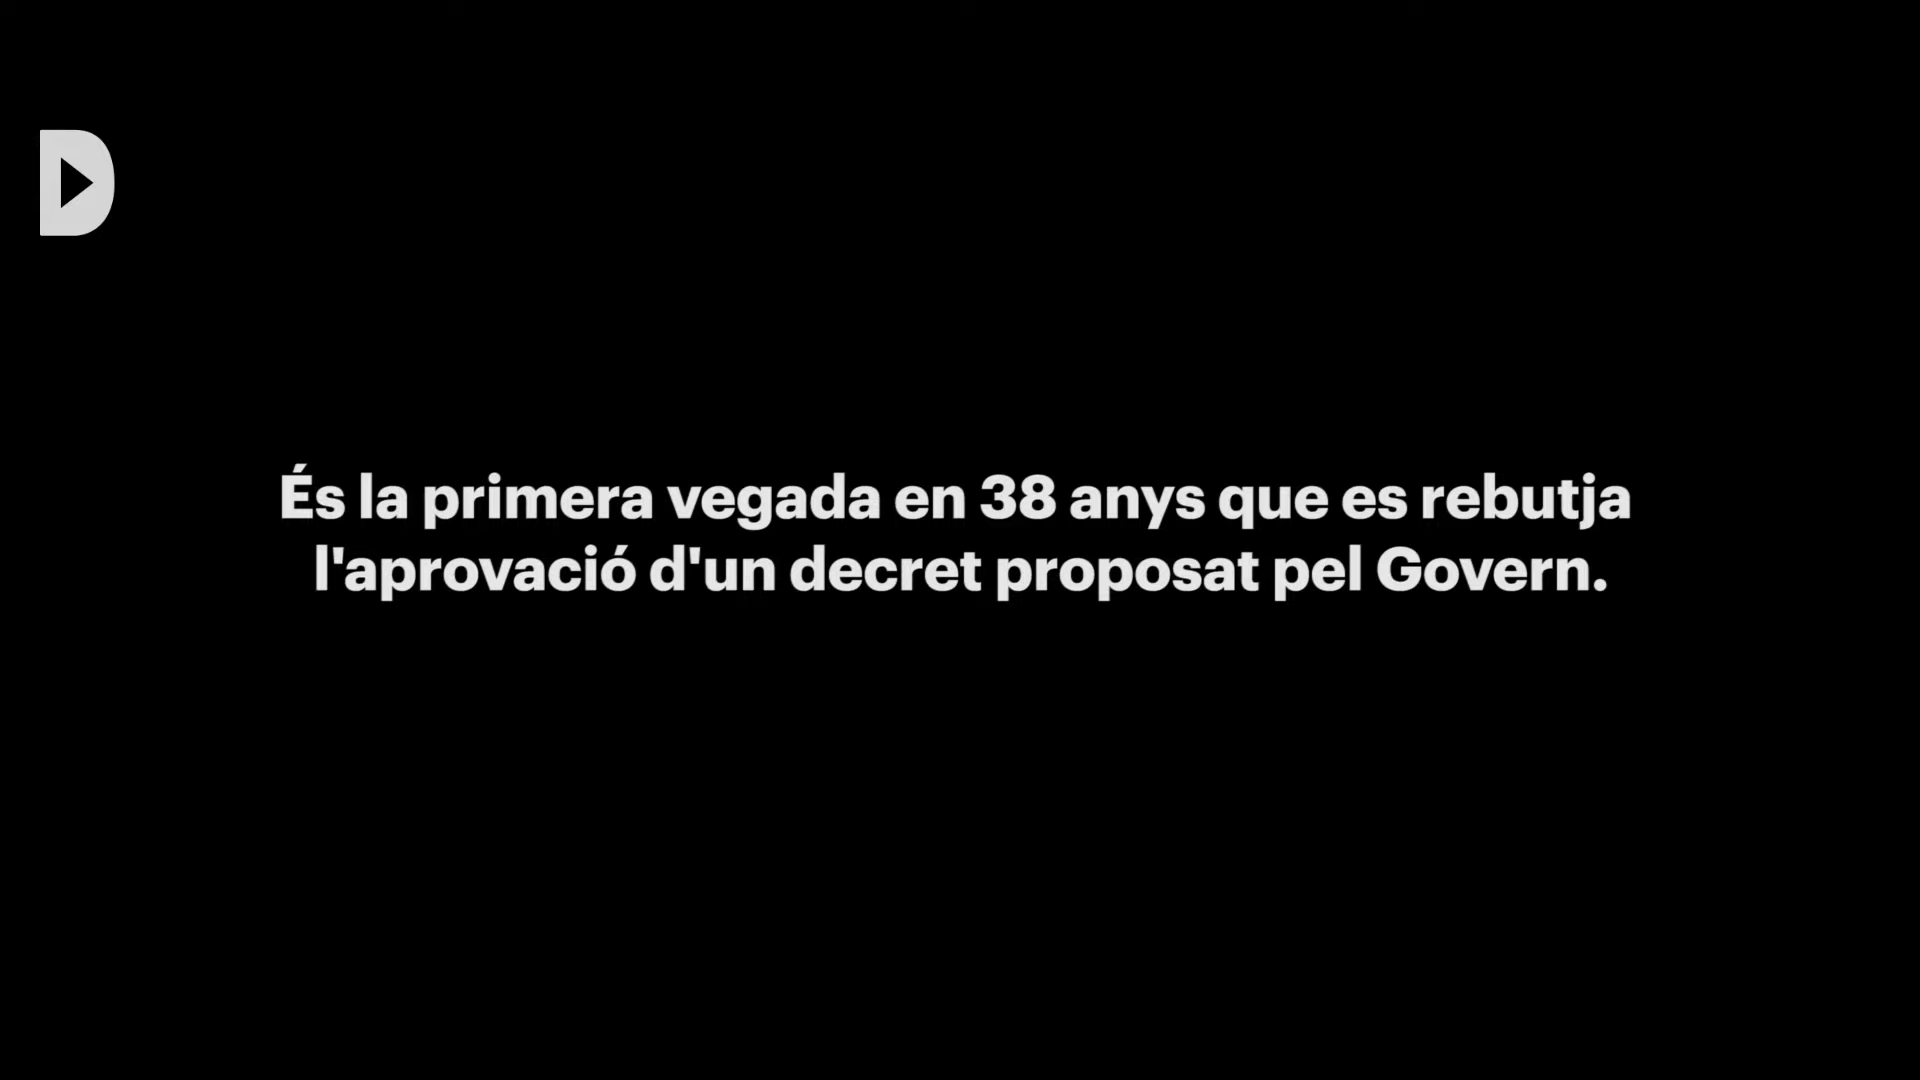 És la primera vegada en 38 anys que es rebutja
l'aprovació d'un decret proposat pel Govern.